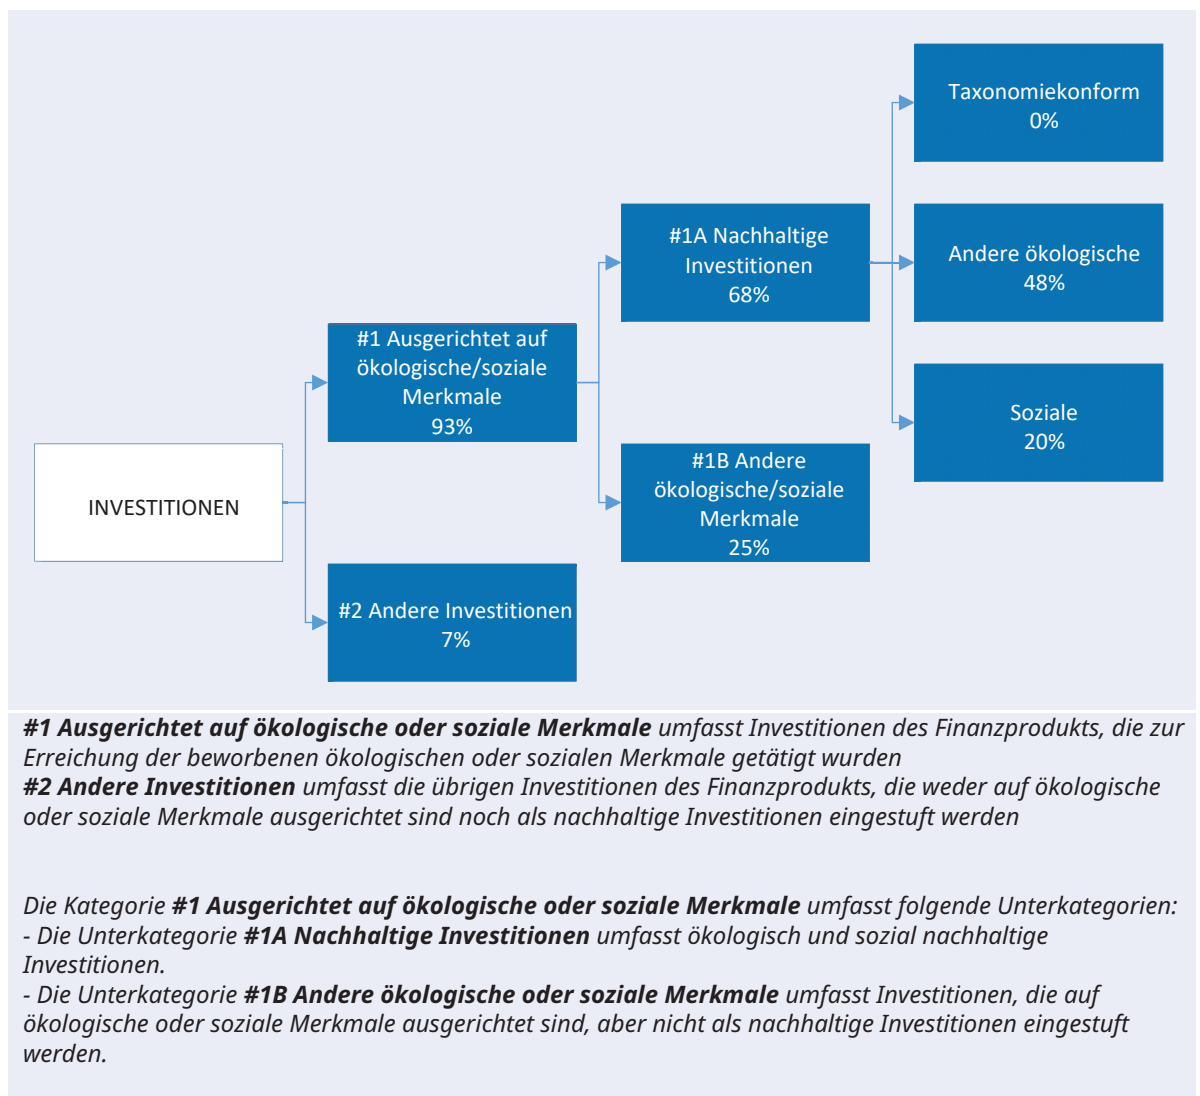 Taxonomiekonform
0%
#1A Nachhaltige
Investitionen
68%
Andere ökologische
48%
#1 Ausgerichtet auf
ökologische/soziale
Merkmale
93%
Soziale
20%
#1B Andere
ökologische/soziale
Merkmale
25%
INVESTITIONEN
#2 Andere Investitionen
7%
#1 Ausgerichtet auf ökologische oder soziale Merkmale umfasst Investitionen des Finanzprodukts, die zur
Erreichung der beworbenen ökologischen oder sozialen Merkmale getätigt wurden
#2 Andere Investitionen umfasst die übrigen Investitionen des Finanzprodukts, die weder auf ökologische
oder soziale Merkmale ausgerichtet sind noch als nachhaltige Investitionen eingestuft werden
Die Kategorie #1 Ausgerichtet auf ökologische oder soziale Merkmale umfasst folgende Unterkategorien:
- Die Unterkategorie #1A Nachhaltige Investitionen umfasst ökologisch und sozial nachhaltige
Investitionen.
- Die Unterkategorie #1B Andere ökologische oder soziale Merkmale umfasst Investitionen, die auf
ökologische oder soziale Merkmale ausgerichtet sind, aber nicht als nachhaltige Investitionen eingestuft
werden.